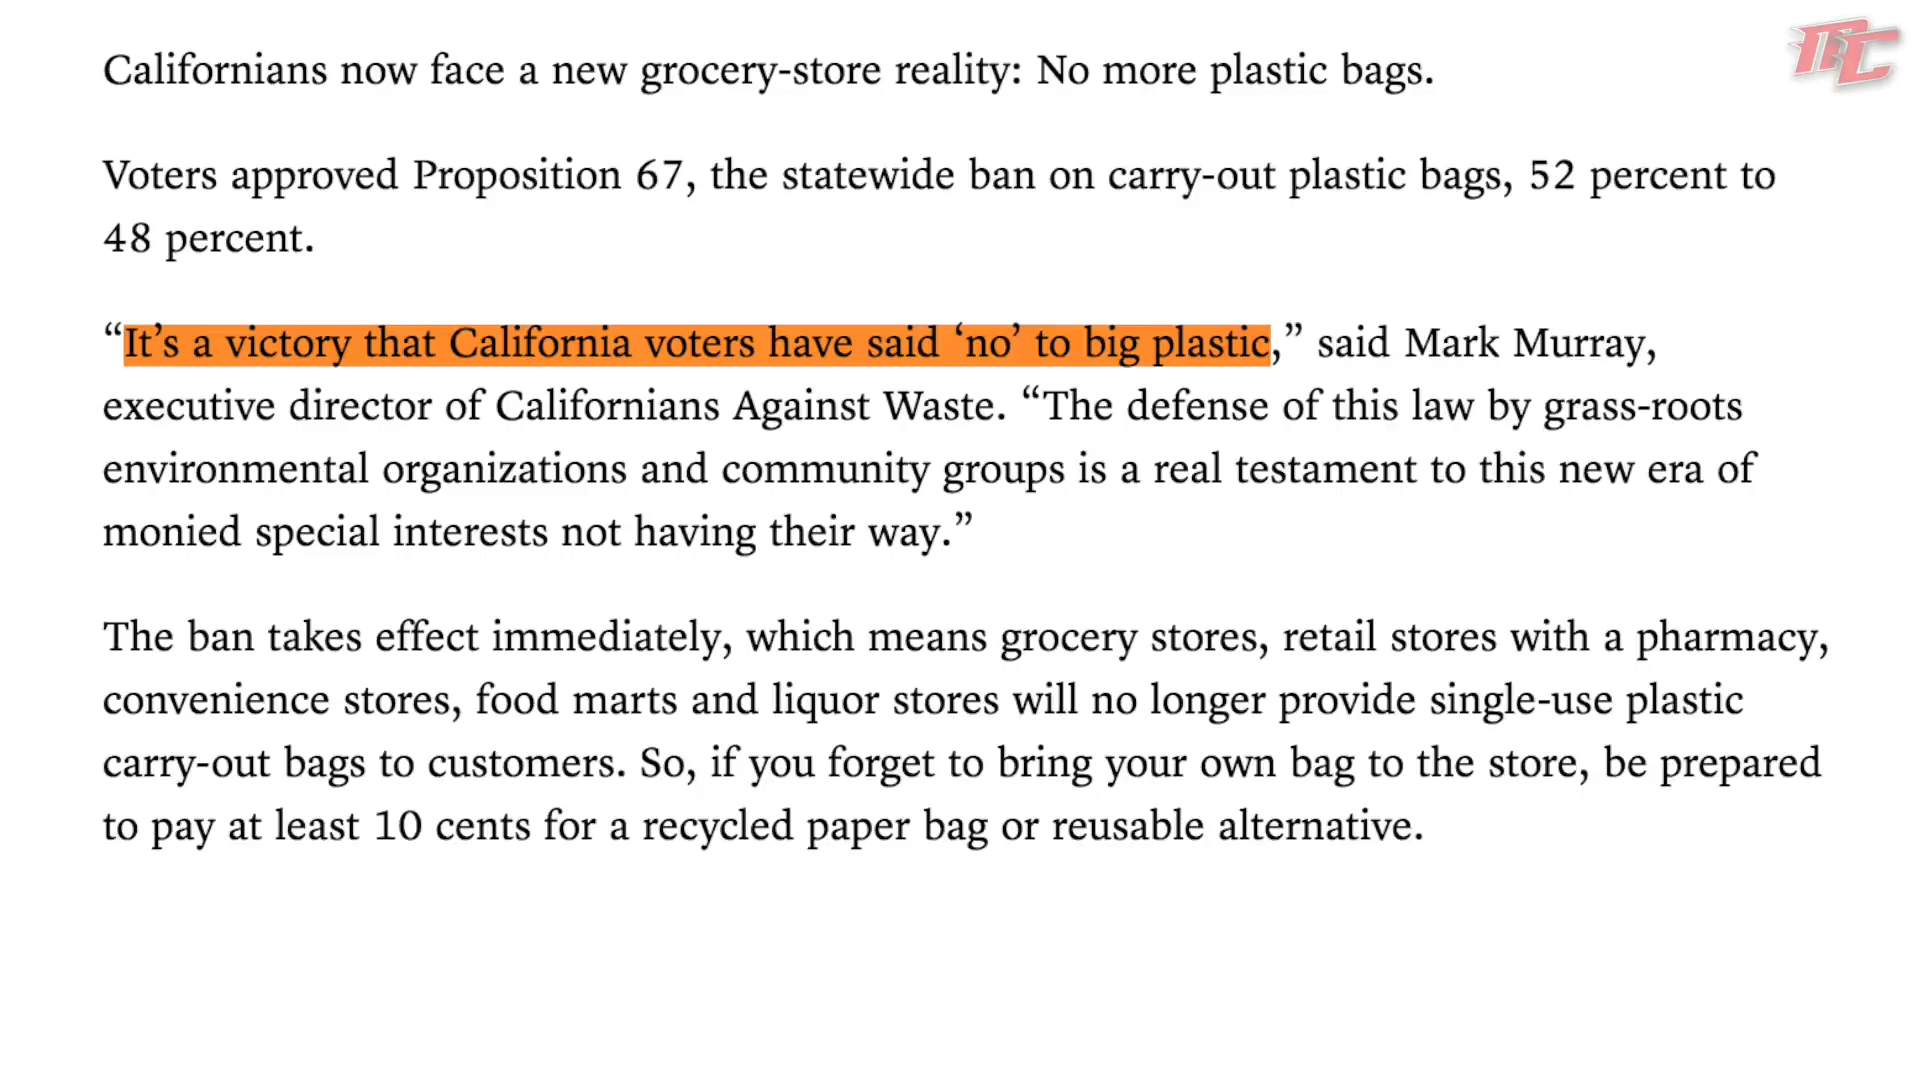 Californians now face a new grocery-store reality: No more plastic bags.
Voters approved Proposition 67, the statewide ban on carry-out plastic bags, 52 percent to
48 percent.
“It’s a victory that California voters have said ‘no’ to big plastic,” said Mark Murray,
executive director of Californians Against Waste. “The defense of this law by grass-roots
environmental organizations and community groups is a real testament to this new era of
monied special interests not having their way.”
The ban takes effect immediately, which means grocery stores, retail stores with a pharmacy,
convenience stores, food marts and liquor stores will no longer provide single-use plastic
carry-out bags to customers. So, if you forget to bring your own bag to the store, be prepared
to pay at least 10 cents for a recycled paper bag or reusable alternative.